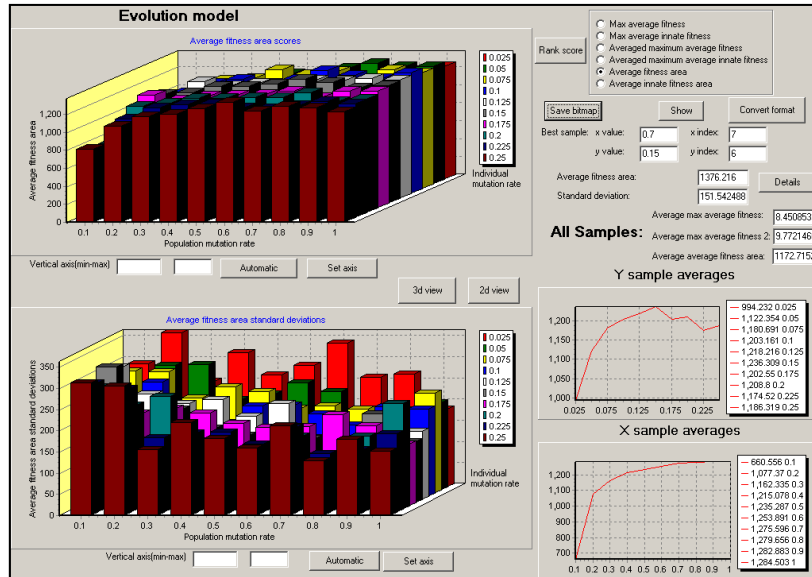 Evolution model
Average fitness area scores
Average fitness area
1,200
1,000
800
600
400
200
0
0.1 0.2 0.3 0.4 0.5 0.6 0.7 0.8 0.9 1
Population mutation rate
0.025
0.05
0.075
0.1
0.125
0.15
0.175
0.2
0.225
0.25
Individual
mutation rate
Vertical axis(min-max)
Automatic
Set axis
3d view
2d view
Average fitness area standard deviations
Average fitness area standard deviations
350
300
250
200
150
100
50
0
0.1 0.2 0.3 0.4 0.5 0.6 0.7 0.8 0.9 1
Population mutation rate
0.025
0.05
0.075
0.1
0.125
0.15
0.175
0.2
0.225
0.25
Individual
mutation rate
Vertical axis(min-max)
Automatic
Set axis
Rank score
Max average fitness
Max average innate fitness
Averaged maximum average fitness
Averaged maximum average innate fitness
Average fitness area
Average innate fitness area
Save bitmap
Show
Convert format
Best sample: x value: 0.7 x index: 7
y value: 0.15 y index: 6
Average fitness area: 1376.216
Standard deviation: 151.542488
Details
All Samples:
Average max average fitness: 8.450853
Average max average fitness 2: 9.772146
Average average fitness area: 1172.7152
Y sample averages
1,200
1,150
1,100
1,050
1,000
0.025 0.075 0.125 0.175 0.225
994.232 0.025
1,122.354 0.05
1,180.691 0.075
1,203.161 0.1
1,218.216 0.125
1,236.309 0.15
1,202.55 0.175
1,208.8 0.2
1,174.52 0.225
1,186.319 0.25
X sample averages
1,200
1,100
1,000
900
800
700
0.1 0.2 0.3 0.4 0.5 0.6 0.7 0.8 0.9 1
660.556 0.1
1,077.37 0.2
1,162.335 0.3
1,215.078 0.4
1,235.287 0.5
1,253.891 0.6
1,275.596 0.7
1,279.656 0.8
1,282.883 0.9
1,284.503 1